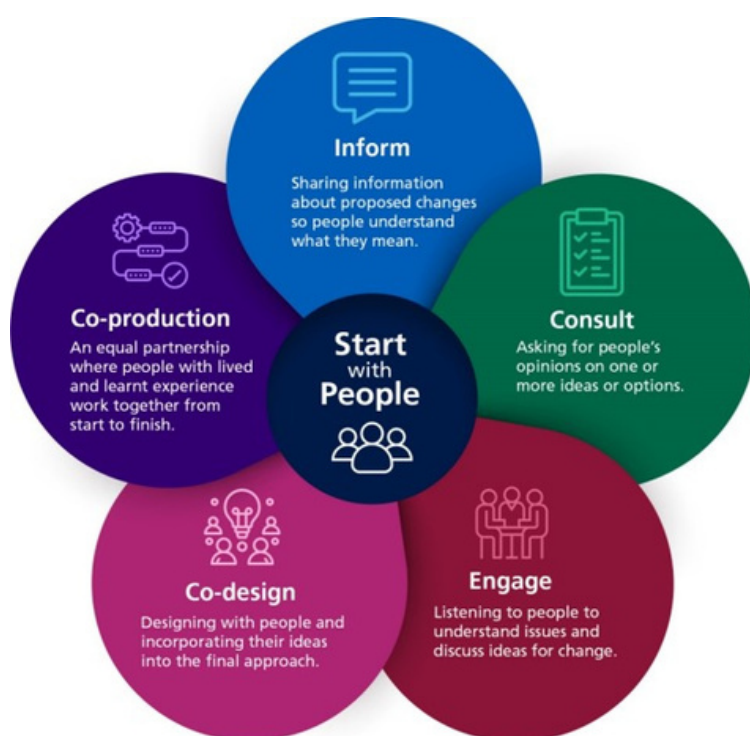 Inform
Sharing information
about proposed changes
so people understand
what they mean.
Consult
Asking for people's
opinions on one or
more ideas or options.
Engage
Listening to people to
understand issues and
discuss ideas for change.
Co-design
Designing with people and
incorporating their ideas
into the final approach.
Co-production
An equal partnership
where people with lived
and learnt experience
work together from
start to finish.
Start
with
People